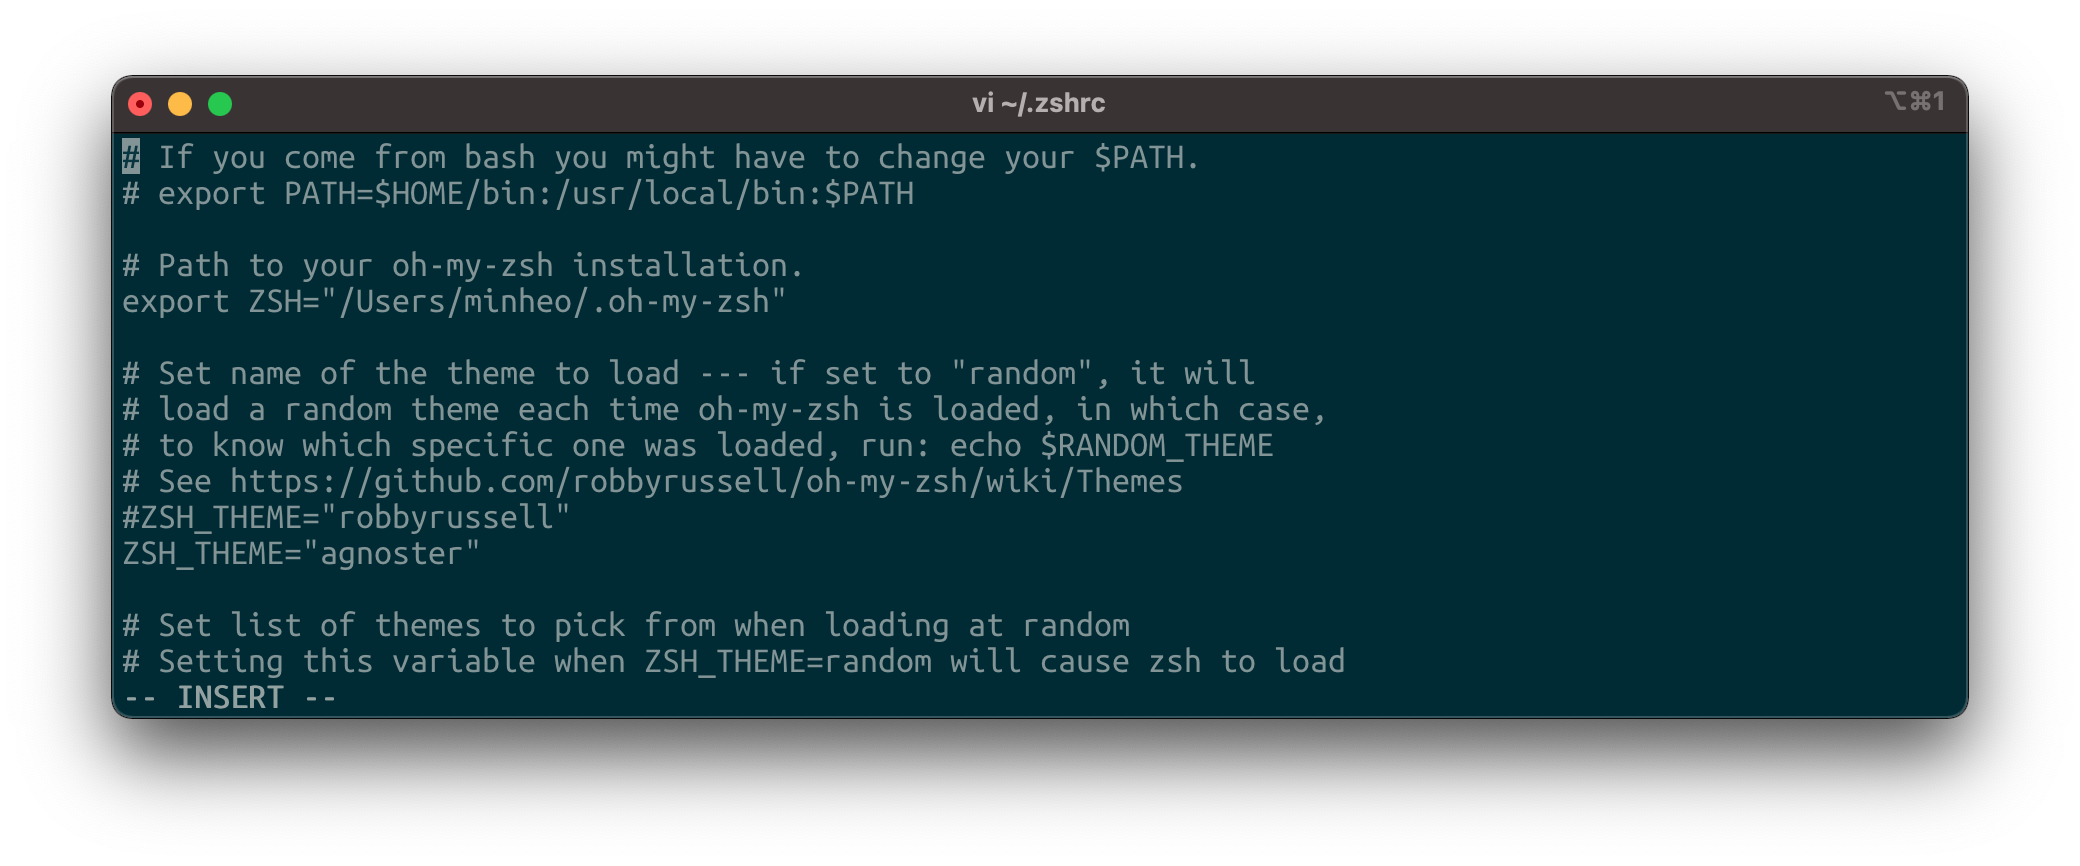 vi ~/.zshrc
⌥⌘1
# If you come from bash you might have to change your $PATH.
# export PATH=$HOME/bin:/usr/local/bin:$PATH
# Path to your oh-my-zsh installation.
export ZSH="/Users/minheo/.oh-my-zsh"
# Set name of the theme to load --- if set to "random", it will
# load a random theme each time oh-my-zsh is loaded, in which case,
# to know which specific one was loaded, run: echo $RANDOM_THEME
# See https://github.com/robbyrussell/oh-my-zsh/wiki/Themes
#ZSH_THEME="robbyrussell"
ZSH_THEME="agnoster"
# Set list of themes to pick from when loading at random
# Setting this variable when ZSH_THEME=random will cause zsh to load
-- INSERT --